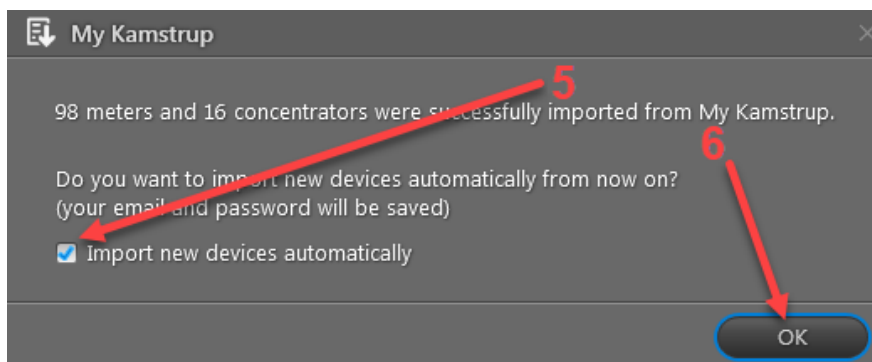 My Kamstrup
5
98 meters and 16 concentrators were successfully imported from My Kamstrup.
6
Do you want to import new devices automatically from now on?
(your email and password will be saved)
Import new devices automatically
OK